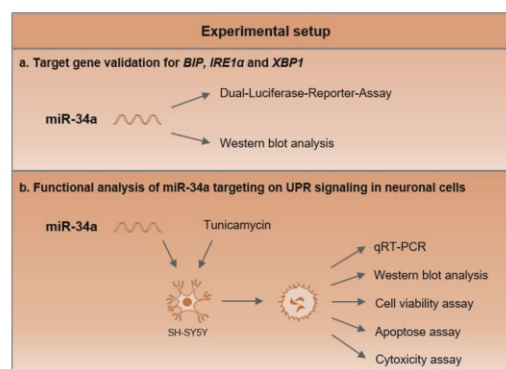 Experimental setup
a. Target gene validation for BIP, IRE1α and XBP1
Dual-Luciferase-Reporter-Assay
miR-34a
Western blot analysis
b. Functional analysis of miR-34a targeting on UPR signaling in neuronal cells
miR-34a
Tunicamycin
qRT-PCR
Western blot analysis
Cell viability assay
SH-SY5Y
Apoptose assay
Cytoxicity assay